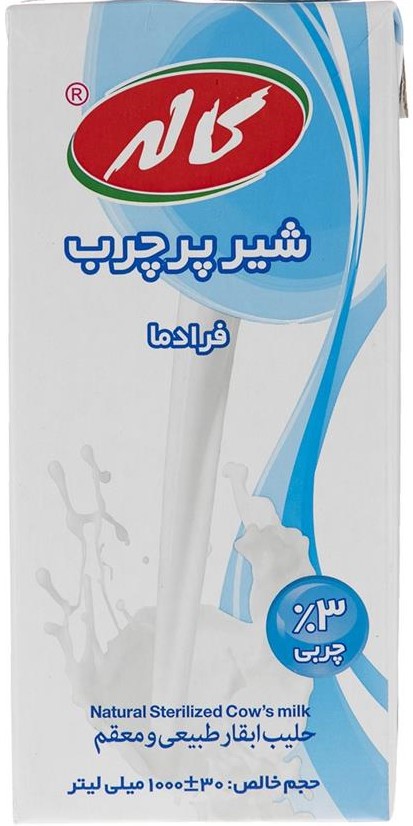 ®
کاله
شیر پرچرب
فرادما
٪۳
چربی
Natural Sterilized Cow's milk
حلیب ابقار طبیعی و معقم
حجم خالص: ۳۰±۱۰۰۰ میلی لیتر